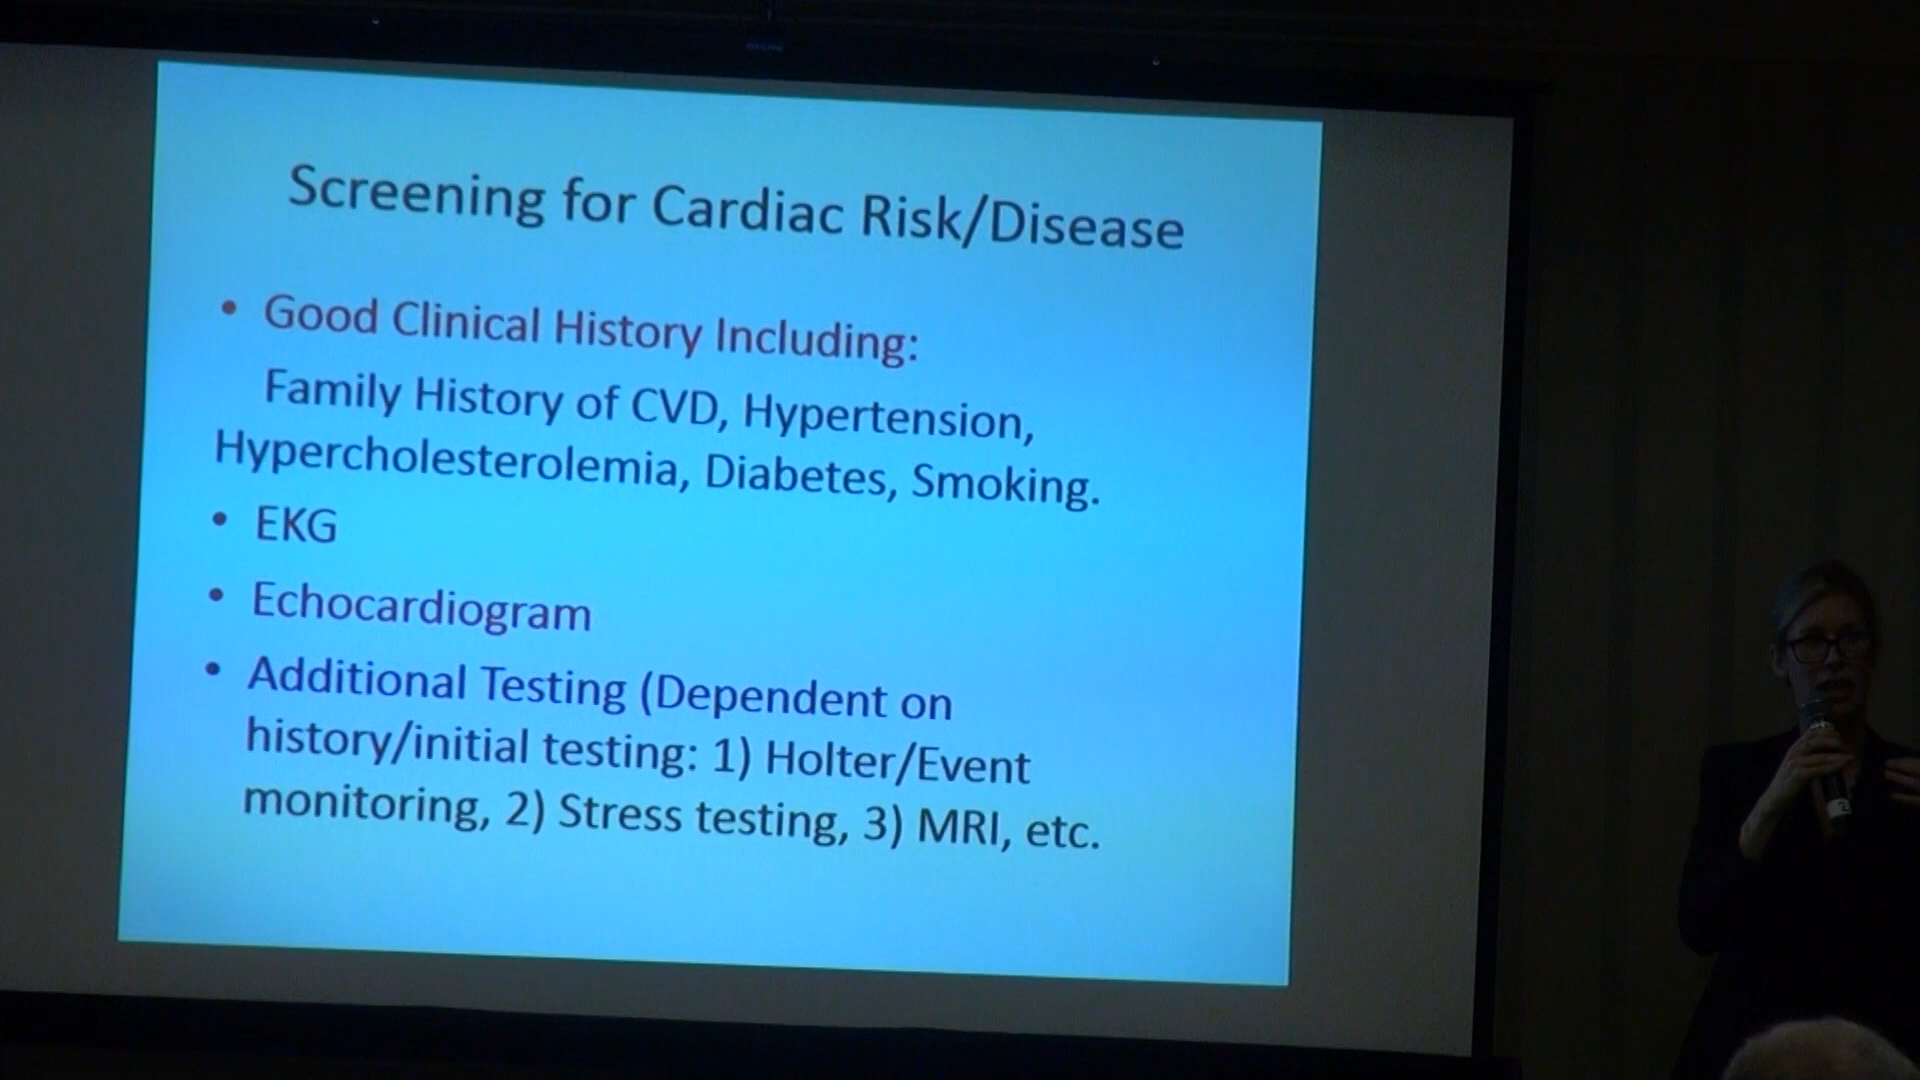 Screening for Cardiac Risk/Disease
• Good Clinical History Including:
Family History of CVD, Hypertension,
Hypercholesterolemia, Diabetes, Smoking.
• EKG
• Echocardiogram
• Additional Testing (Dependent on
history/initial testing: 1) Holter/Event
monitoring, 2) Stress testing, 3) MRI, etc.
2